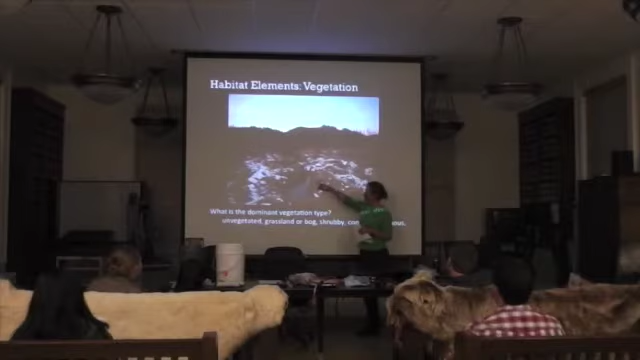 Habitat Elements: Vegetation
What is the dominant vegetation type?
unvegetated, grassland or bog, shrubby,